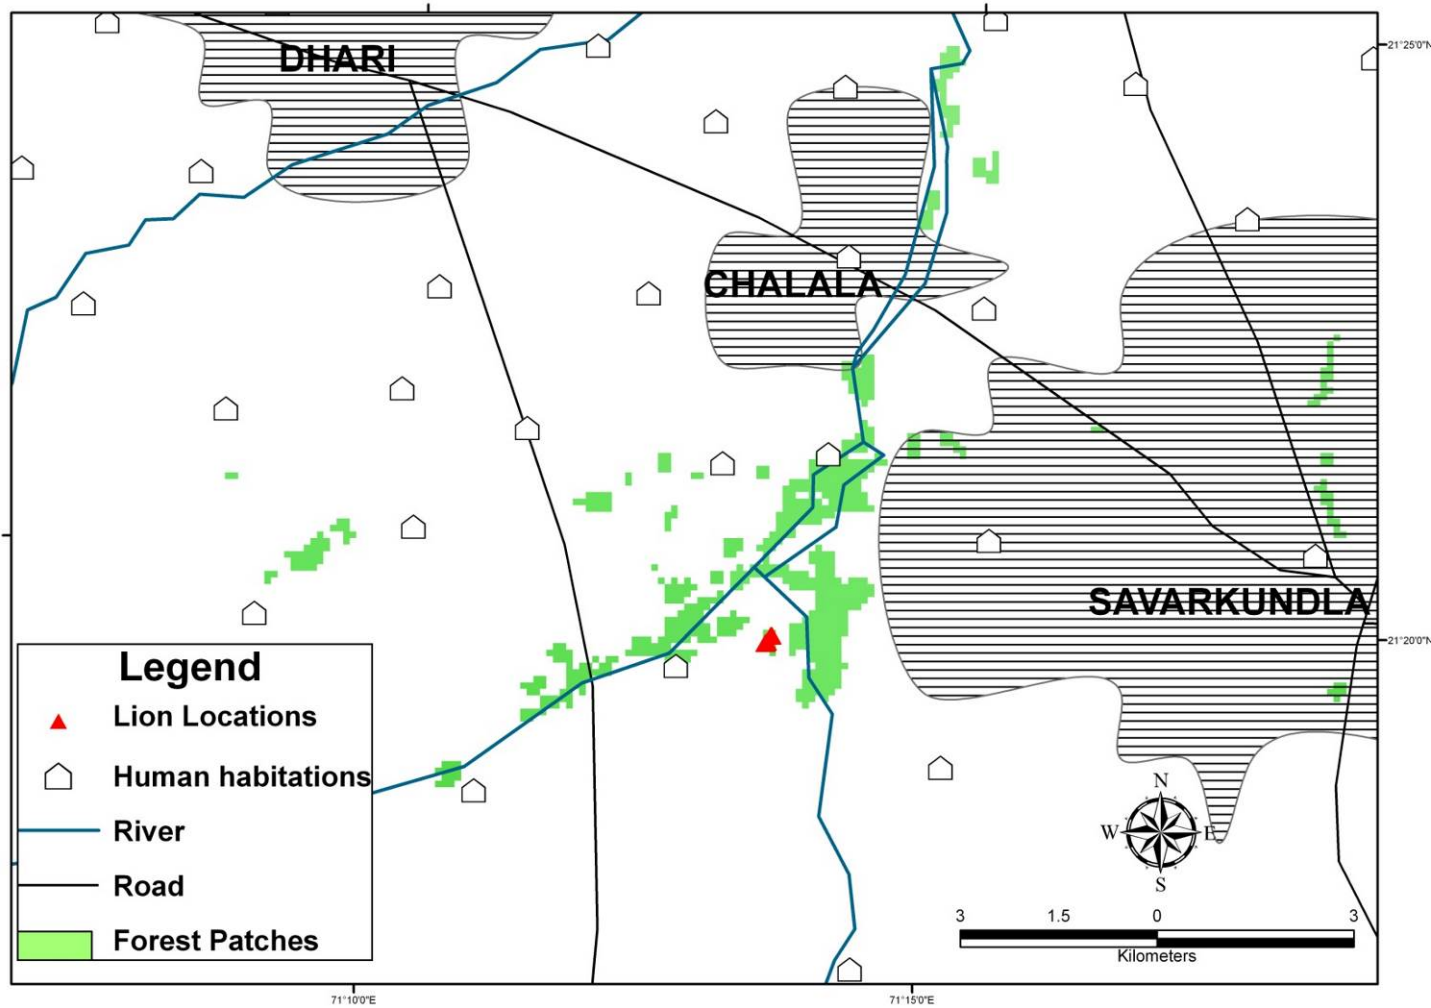 21°25'0"N
DHARI
CHALALA
SAVARKUNDLA
21°20'0"N
Legend
Lion Locations
Human habitations
River
Road
Forest Patches
N
W E
S
3 1.5 0 3
Kilometers
71°10'0"E 71°15'0"E